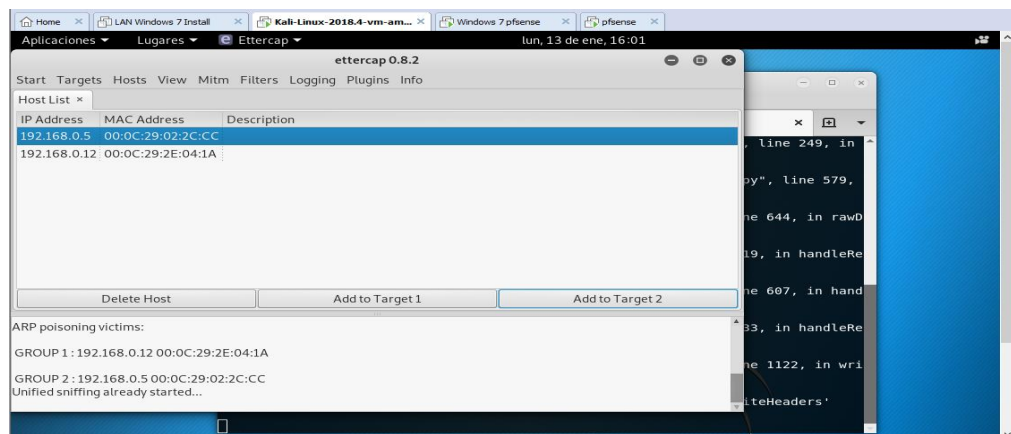 Home × LAN Windows 7 Install × Kali-Linux-2018.4-vm-am... × Windows 7 pfsense × pfsense ×
Aplicaciones Lugares Ettercap lun, 13 de ene, 16:01
ettercap 0.8.2
Start Targets Hosts View Mitm Filters Logging Plugins Info
Host List ×
IP Address MAC Address Description
192.168.0.5 00:0C:29:02:2C:CC
192.168.0.12 00:0C:29:2E:04:1A
Delete Host Add to Target 1 Add to Target 2
ARP poisoning victims:
GROUP 1 : 192.168.0.12 00:0C:29:2E:04:1A
GROUP 2 : 192.168.0.5 00:0C:29:02:2C:CC
Unified sniffing already started...
, line 249, in
py", line 579,
ne 644, in rawD
19, in handleRe
ne 607, in hand
33, in handleRe
ne 1122, in wri
iteHeaders'